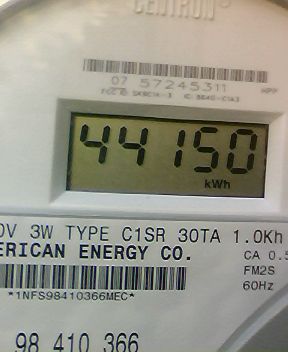 CENTRON®
07 57245311
44150
kWh
0V 3W TYPE C1SR 30TA 1.0Kh
ERICAN ENERGY CO.
CA 0.5
FM2S
*1NFS98410366MEC*
60Hz
98 410 366